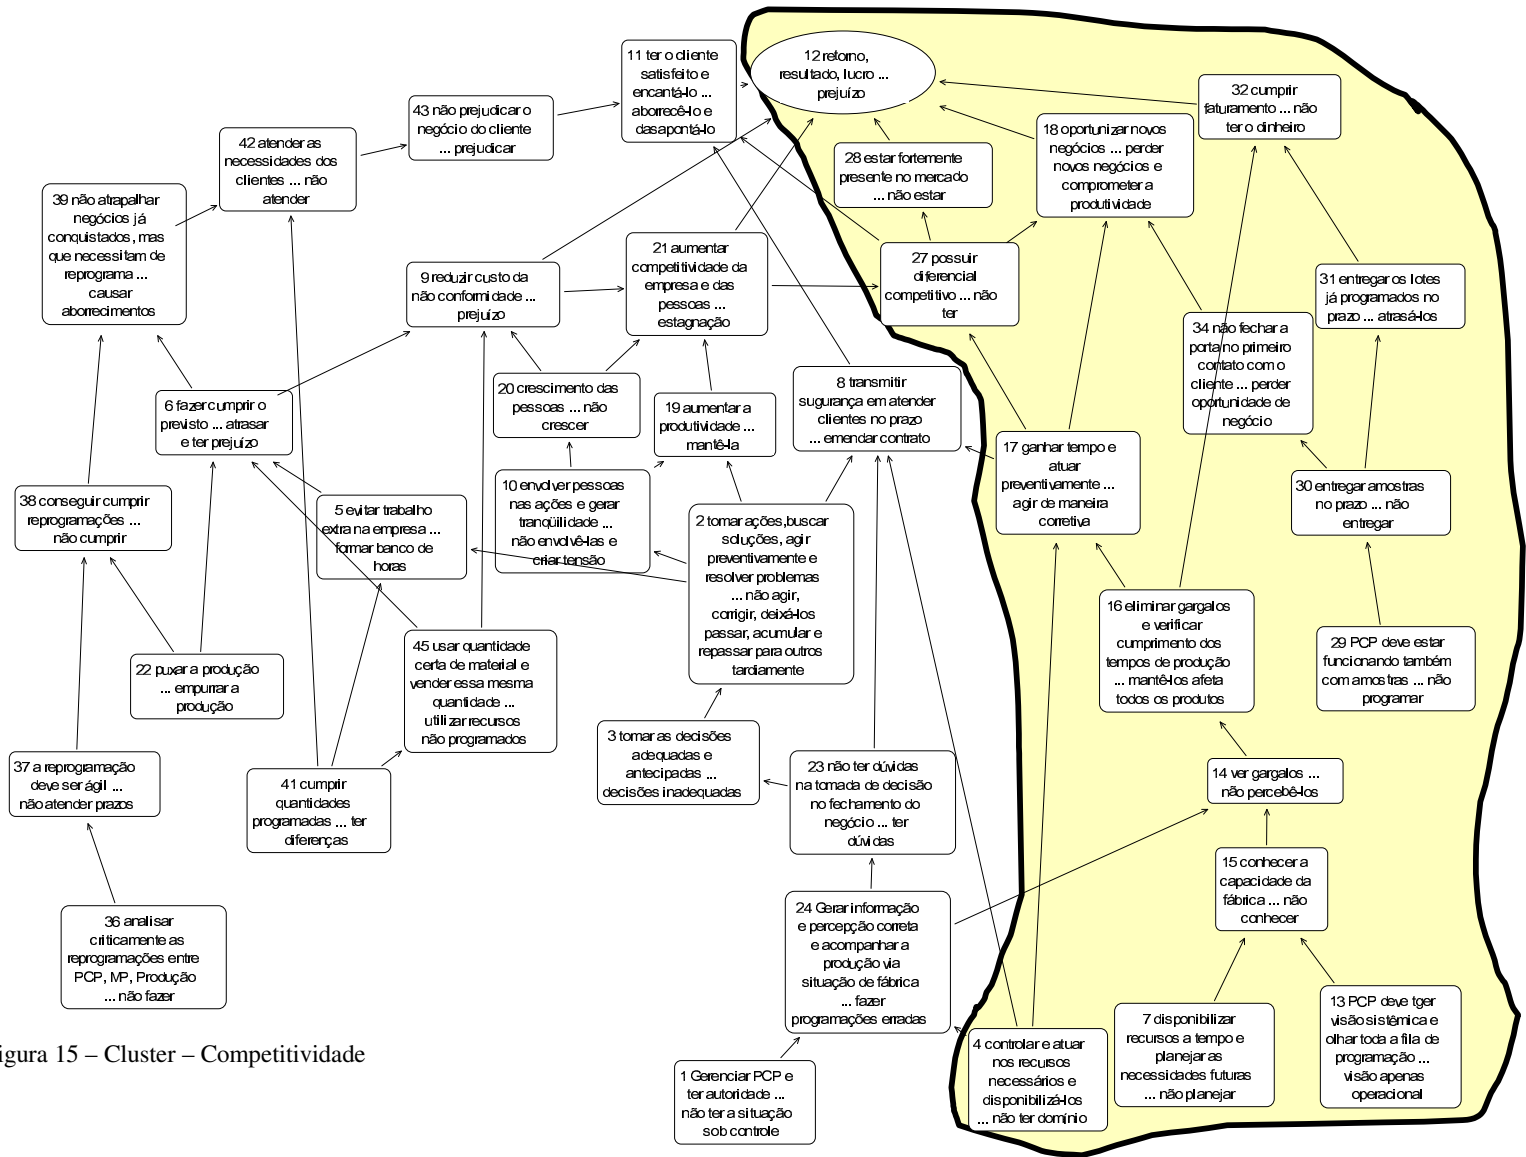 11 ter o cliente
satisfeito e
encantá-lo ...
aborrecê-lo e
dasapontá-lo
12 retorno,
resultado, lucro ...
prejuízo
32 cumprir
faturamento ... não
ter o dinheiro
43 não prejudicar o
negócio do cliente
... prejudicar
42 atender as
necessidades dos
clientes ... não
atender
18 oportunizar novos
negócios ... perder
novos negócios e
comprometer a
produtividade
28 estar fortemente
presente no mercado
... não estar
39 não atrapalhar
negócios já
conquistados, mas
que necessitam de
reprograma ...
causar
aborrecimentos
21 aumentar
competitividade da
empresa e das
pessoas ...
estagnação
27 possuir
diferencial
competitivo ... não
ter
9 reduzir custo da
não conformidade ...
prejuízo
31 entregar os lotes
já programados no
prazo ... atrasá-los
34 não fechar a
porta no primeiro
contato com o
cliente ... perder
oportunidade de
negócio
20 crescimento das
pessoas ... não
crescer
8 transmitir
sugurança em atender
clientes no prazo
... emendar contrato
6 fazer cumprir o
previsto ... atrasar
e ter prejuízo
19 aumentar a
produtividade ...
mantê-la
17 ganhar tempo e
atuar
preventivamente ...
agir de maneira
corretiva
10 envolver pessoas
nas ações e gerar
tranqüilidade ...
não envolvê-las e
criar tensão
30 entregar amostras
no prazo ... não
entregar
38 conseguir cumprir
reprogramações ...
não cumprir
5 evitar trabalho
extra na empresa ...
formar banco de
horas
2 tomar ações,buscar
soluções, agir
preventivamente e
resolver problemas
... não agir,
corrigir, deixá-los
passar, acumular e
repassar para outros
tardiamente
16 eliminar gargalos
e verificar
cumprimento dos
tempos de produção
... mantê-los afeta
todos os produtos
29 PCP deve estar
funcionando também
com amostras ... não
programar
45 usar quantidade
certa de material e
vender essa mesma
quantidade ...
utilizar recursos
não programados
22 puxar a produção
... empurrar a
produção
3 tomar as decisões
adequadas e
antecipadas ...
decisões inadequadas
23 não ter dúvidas
na tomada de decisão
no fechamento do
negócio ... ter
dúvidas
37 a reprogramação
deve ser ágil ...
não atender prazos
41 cumprir
quantidades
programadas ... ter
diferenças
14 ver gargalos ...
não percebê-los
15 conhecer a
capacidade da
fábrica ... não
conhecer
24 Gerar informação
e percepção correta
e acompanhar a
produção via
situação de fábrica
... fazer
programações erradas
36 analisar
criticamente as
reprogramações entre
PCP, MP, Produção
... não fazer
13 PCP deve tger
visão sistêmica e
olhar toda a fila de
programação ...
visão apenas
operacional
7 disponibilizar
recursos a tempo e
planejar as
necessidades futuras
... não planejar
4 controlar e atuar
nos recursos
necessários e
disponibilizá-los
... não ter domínio
1 Gerenciar PCP e
ter autoridade ...
não ter a situação
sob controle
igura 15 – Cluster – Competitividade